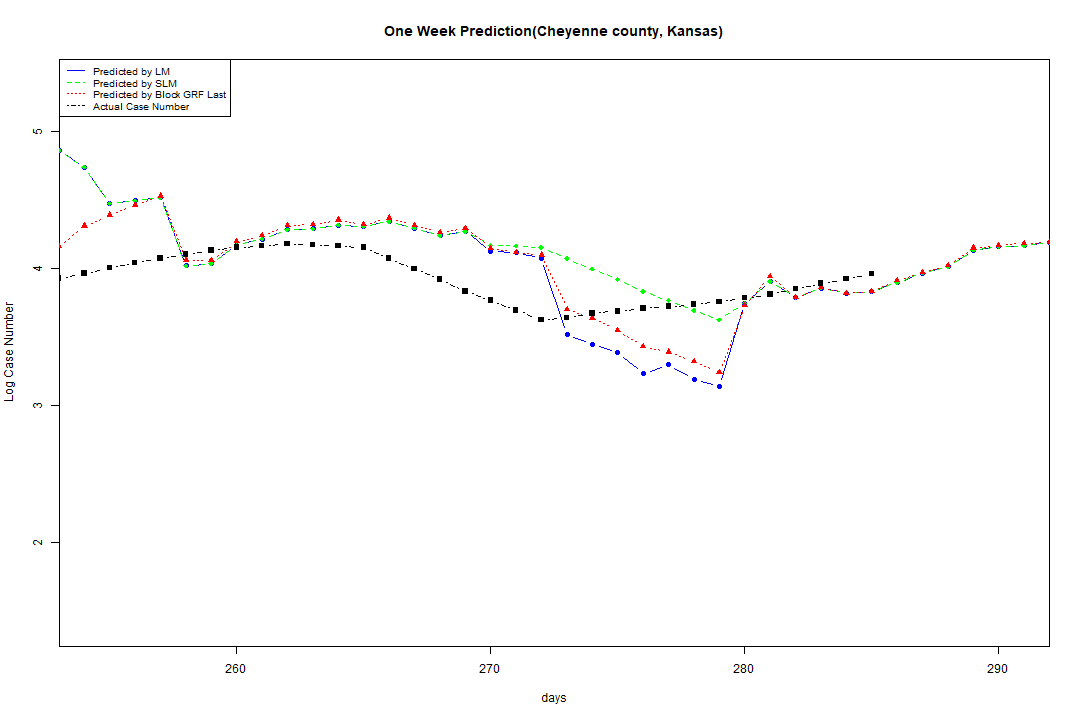 One Week Prediction(Cheyenne county, Kansas)
Predicted by LM
Predicted by SLM
Predicted by Block GRF Last
Actual Case Number
5
4
3
2
Log Case Number
260 270 280 290
days